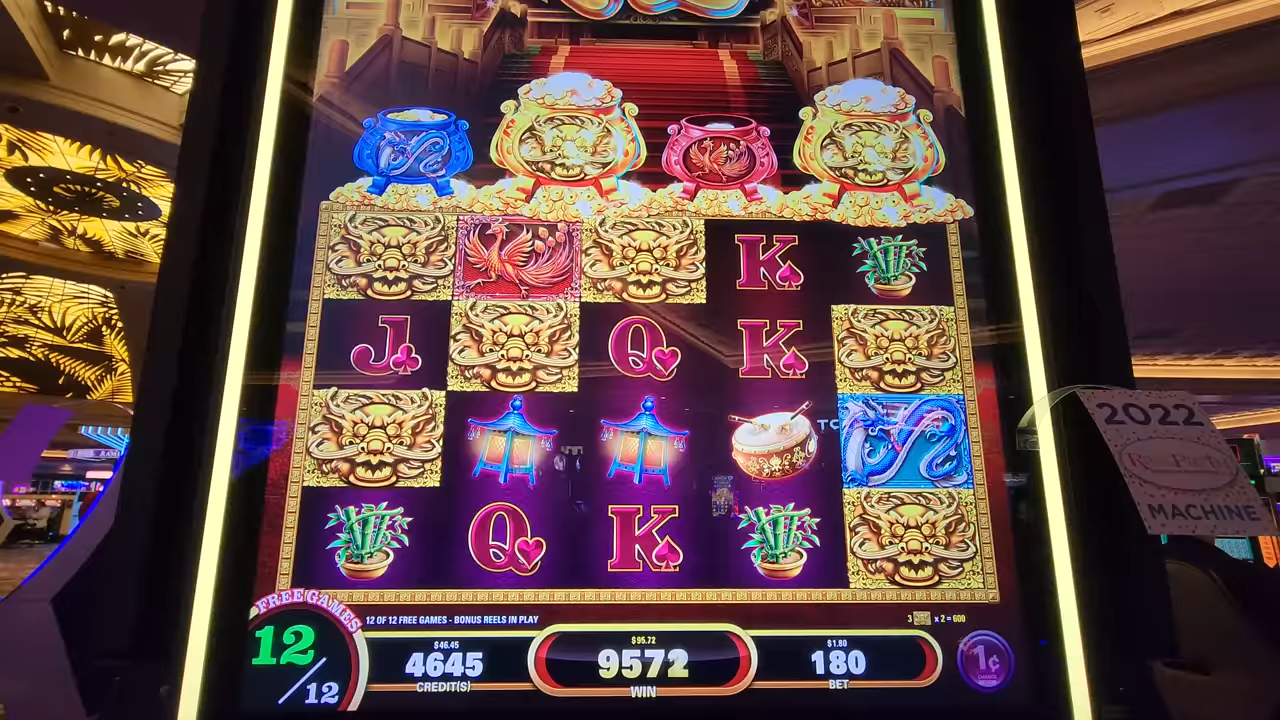 K
J
Q
K
TO
2022
MACHINE
Q
K
FREE GAMES
12/12
12 OF 12 FREE GAMES - BONUS REELS IN PLAY
3 x 2 = 600
$46.45
4645
CREDIT(S)
$95.72
9572
WIN
$1.80
180
BET
1¢